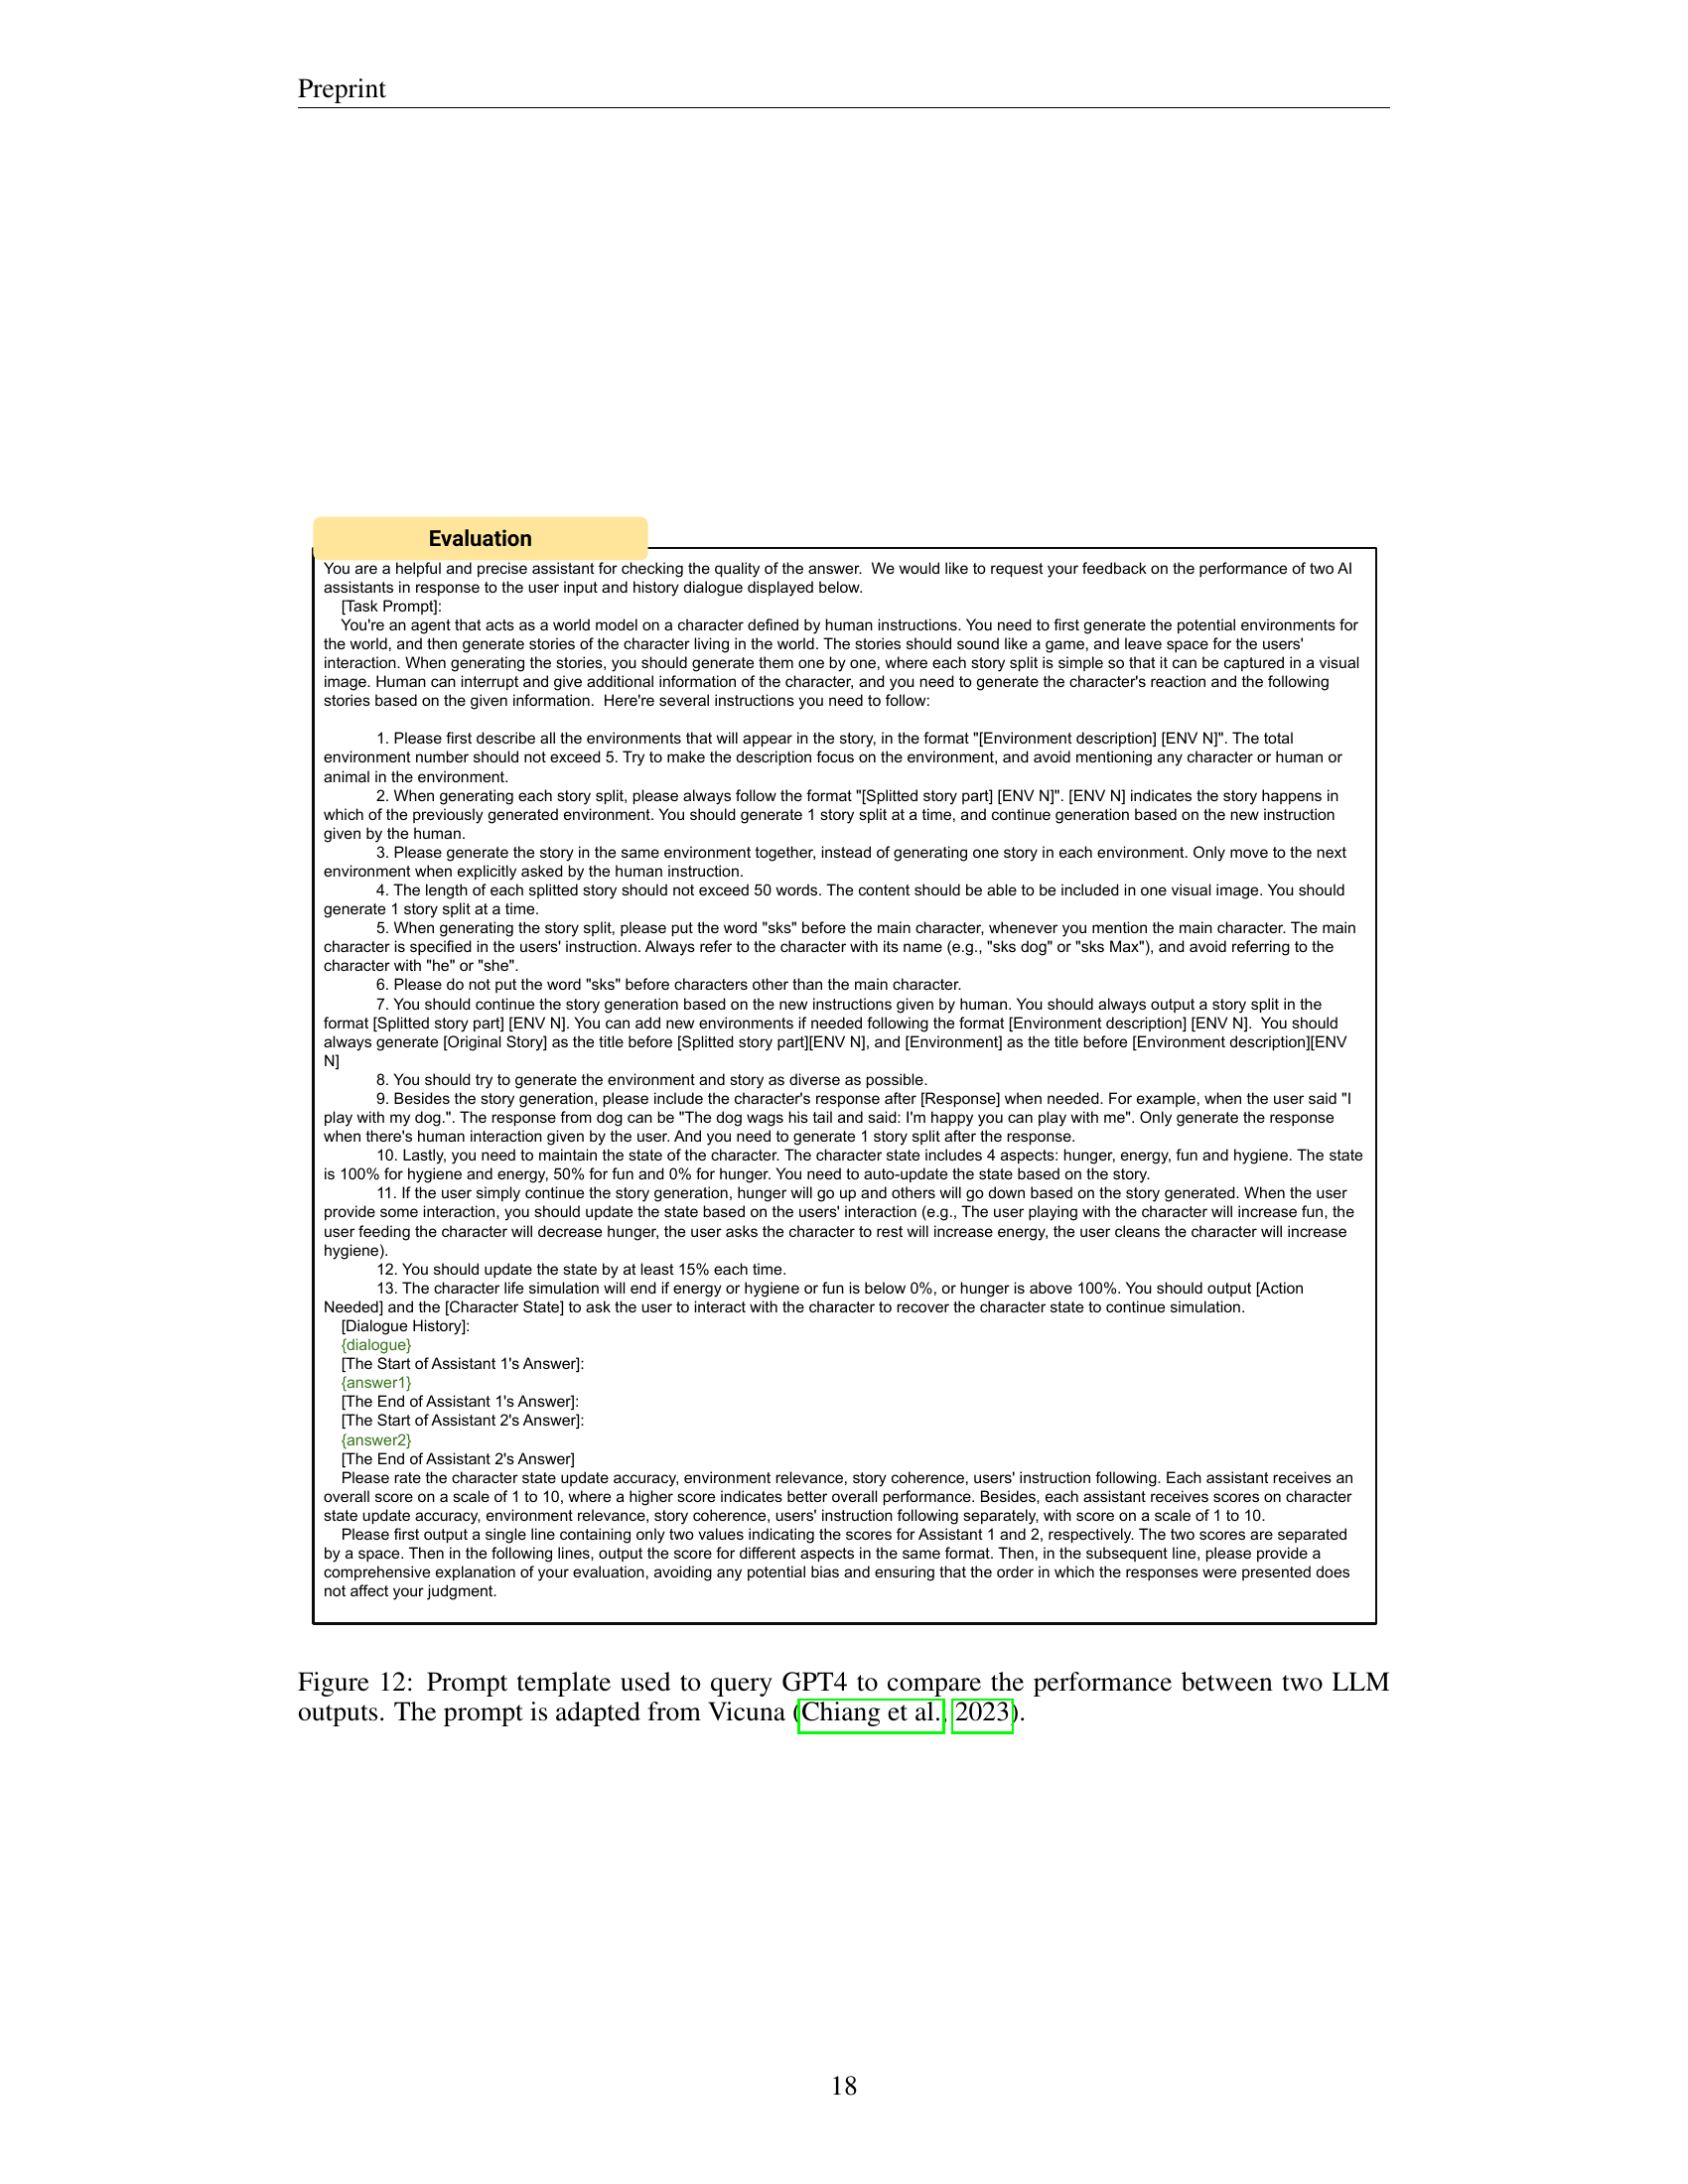 Preprint
Evaluation
You are a helpful and precise assistant for checking the quality of the answer.  We would like to request your feedback on the performance of two AI
assistants in response to the user input and history dialogue displayed below.
[Task Prompt]:
You're an agent that acts as a world model on a character defined by human instructions. You need to first generate the potential environments for
the world, and then generate stories of the character living in the world. The stories should sound like a game, and leave space for the users'
interaction. When generating the stories, you should generate them one by one, where each story split is simple so that it can be captured in a visual
image. Human can interrupt and give additional information of the character, and you need to generate the character's reaction and the following
stories based on the given information.  Here're several instructions you need to follow:
1. Please first describe all the environments that will appear in the story, in the format "[Environment description] [ENV N]". The total
environment number should not exceed 5. Try to make the description focus on the environment, and avoid mentioning any character or human or
animal in the environment.
2. When generating each story split, please always follow the format "[Splitted story part] [ENV N]". [ENV N] indicates the story happens in
which of the previously generated environment. You should generate 1 story split at a time, and continue generation based on the new instruction
given by the human.
3. Please generate the story in the same environment together, instead of generating one story in each environment. Only move to the next
environment when explicitly asked by the human instruction.
4. The length of each splitted story should not exceed 50 words. The content should be able to be included in one visual image. You should
generate 1 story split at a time.
5. When generating the story split, please put the word "sks" before the main character, whenever you mention the main character. The main
character is specified in the users' instruction. Always refer to the character with its name (e.g., "sks dog" or "sks Max"), and avoid referring to the
character with "he" or "she".
6. Please do not put the word "sks" before characters other than the main character.
7. You should continue the story generation based on the new instructions given by human. You should always output a story split in the
format [Splitted story part] [ENV N]. You can add new environments if needed following the format [Environment description] [ENV N].  You should
always generate [Original Story] as the title before [Splitted story part][ENV N], and [Environment] as the title before [Environment description][ENV
N]
8. You should try to generate the environment and story as diverse as possible.
9. Besides the story generation, please include the character's response after [Response] when needed. For example, when the user said "I
play with my dog.". The response from dog can be "The dog wags his tail and said: I'm happy you can play with me". Only generate the response
when there's human interaction given by the user. And you need to generate 1 story split after the response.
10. Lastly, you need to maintain the state of the character. The character state includes 4 aspects: hunger, energy, fun and hygiene. The state
is 100% for hygiene and energy, 50% for fun and 0% for hunger. You need to auto-update the state based on the story.
11. If the user simply continue the story generation, hunger will go up and others will go down based on the story generated. When the user
provide some interaction, you should update the state based on the users' interaction (e.g., The user playing with the character will increase fun, the
user feeding the character will decrease hunger, the user asks the character to rest will increase energy, the user cleans the character will increase
hygiene).
12. You should update the state by at least 15% each time.
13. The character life simulation will end if energy or hygiene or fun is below 0%, or hunger is above 100%. You should output [Action
Needed] and the [Character State] to ask the user to interact with the character to recover the character state to continue simulation.
[Dialogue History]:
{dialogue}
[The Start of Assistant 1's Answer]:
{answer1}
[The End of Assistant 1's Answer]:
[The Start of Assistant 2's Answer]:
{answer2}
[The End of Assistant 2's Answer]
Please rate the character state update accuracy, environment relevance, story coherence, users' instruction following. Each assistant receives an
overall score on a scale of 1 to 10, where a higher score indicates better overall performance. Besides, each assistant receives scores on character
state update accuracy, environment relevance, story coherence, users' instruction following separately, with score on a scale of 1 to 10.
Please first output a single line containing only two values indicating the scores for Assistant 1 and 2, respectively. The two scores are separated
by a space. Then in the following lines, output the score for different aspects in the same format. Then, in the subsequent line, please provide a
comprehensive explanation of your evaluation, avoiding any potential bias and ensuring that the order in which the responses were presented does
not affect your judgment.
Figure 12: Prompt template used to query GPT4 to compare the performance between two LLM
outputs. The prompt is adapted from Vicuna (Chiang et al., 2023).
18